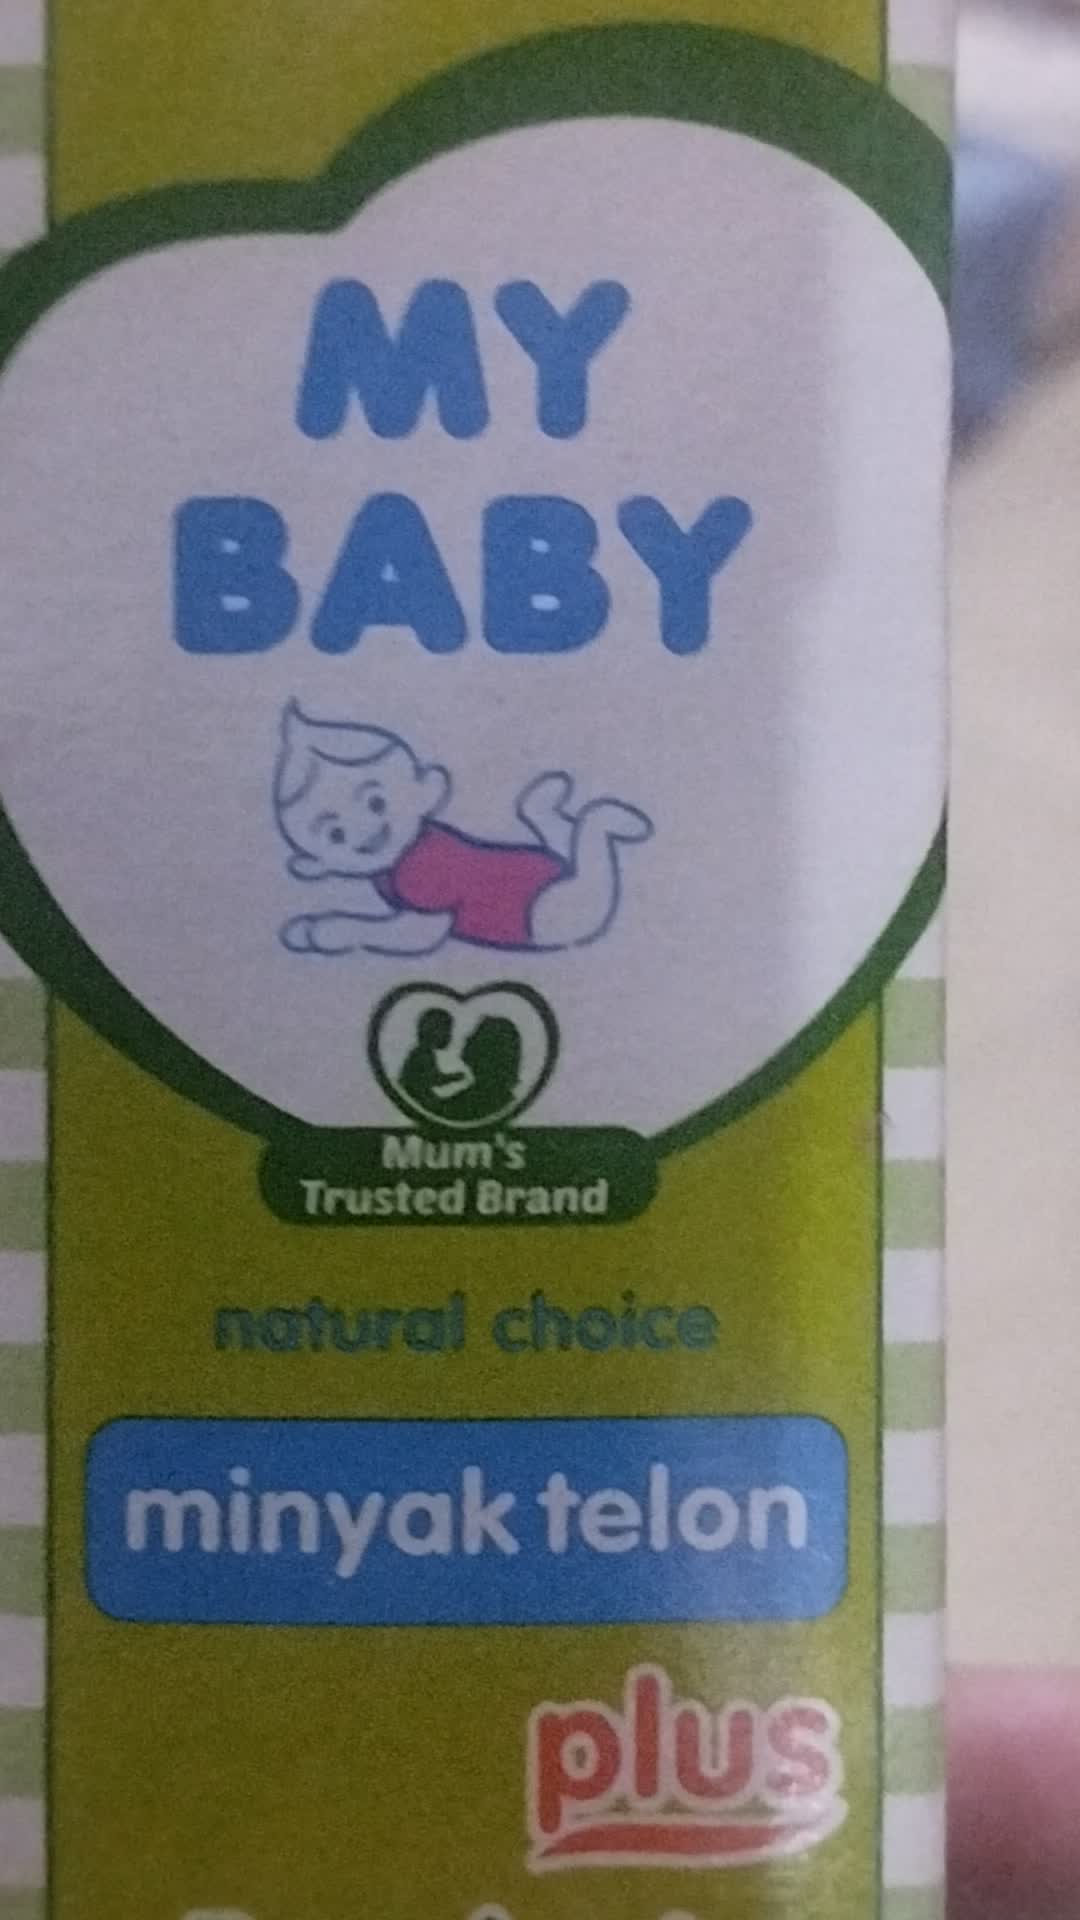 MY
BABY
Mum's
Trusted Brand
natural choice
minyak telon
plus